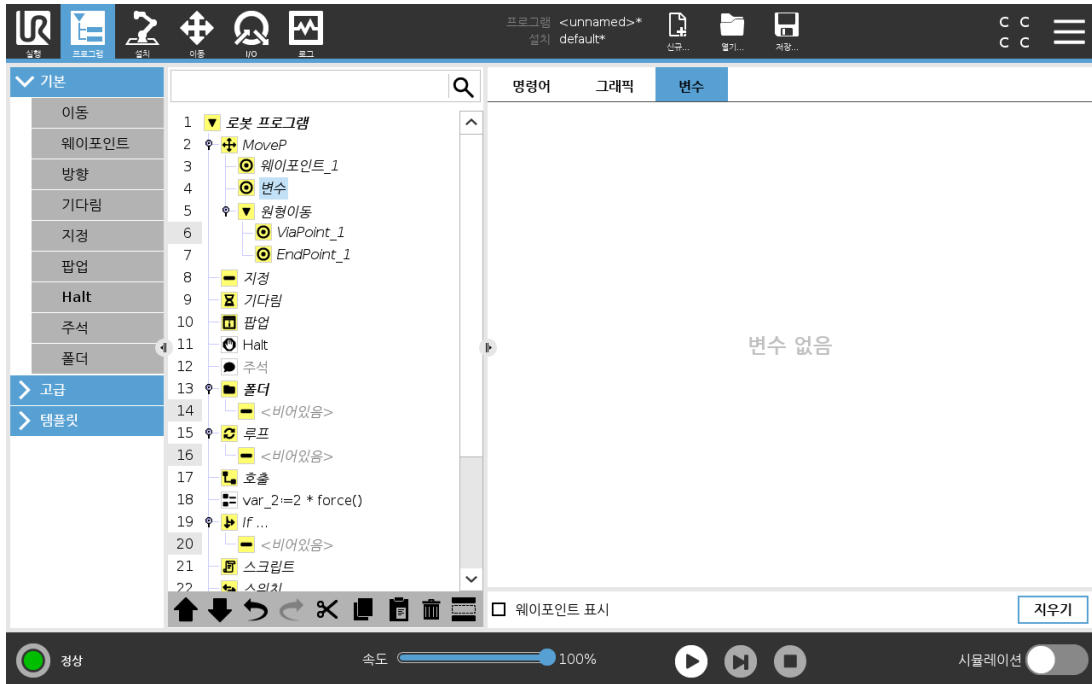 실행
프로그램
설치
이동
I/O
로그
프로그램 <unnamed>*
설치 default*
신규...
열기...
저장...
C C
C C
기본
이동
웨이포인트
방향
기다림
지정
팝업
Halt
주석
폴더
고급
템플릿
1 로봇 프로그램
2 MoveP
3 웨이포인트_1
4 변수
5 원형이동
6 ViaPoint_1
7 EndPoint_1
8 지정
9 기다림
10 팝업
11 Halt
12 주석
13 폴더
14 <비어있음>
15 루프
16 <비어있음>
17 호출
18 var_2:=2 * force()
19 If ...
20 <비어있음>
21 스크립트
22 스위치
명령어
그래픽
변수
변수 없음
웨이포인트 표시
지우기
정상
속도 100%
시뮬레이션